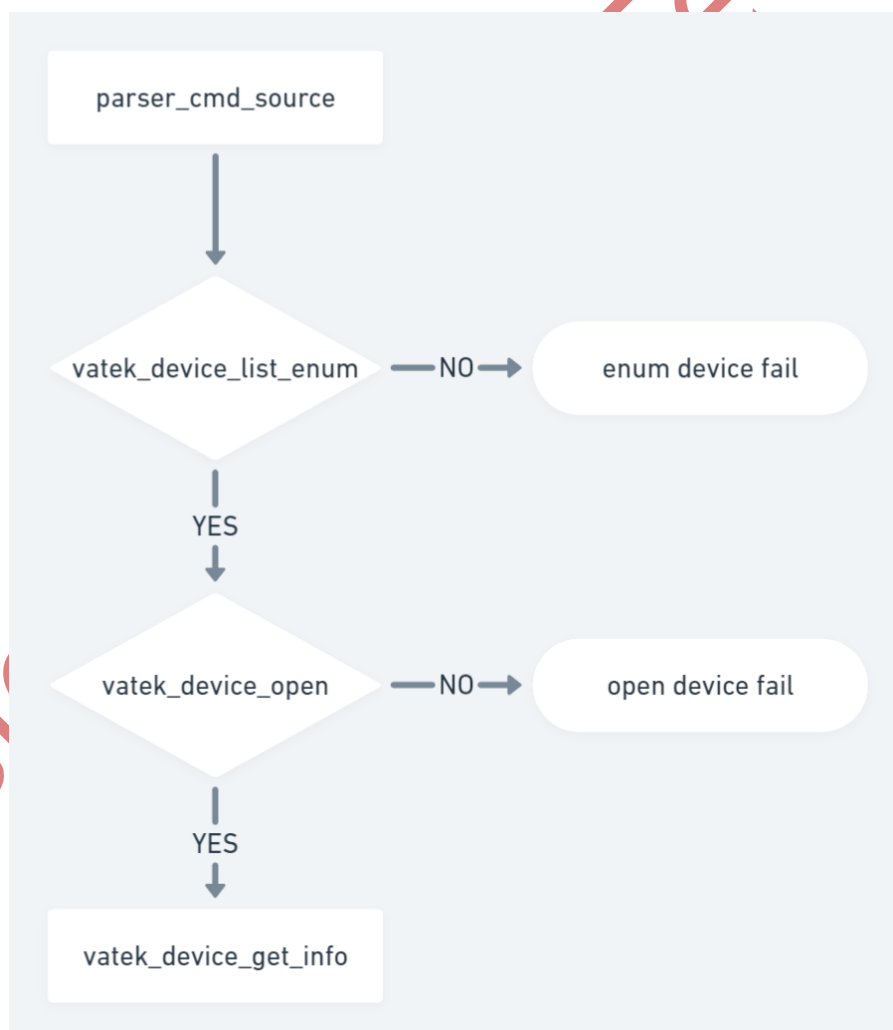 parser_cmd_source
vatek_device_list_enum
NO
enum device fail
YES
vatek_device_open
NO
open device fail
YES
vatek_device_get_info